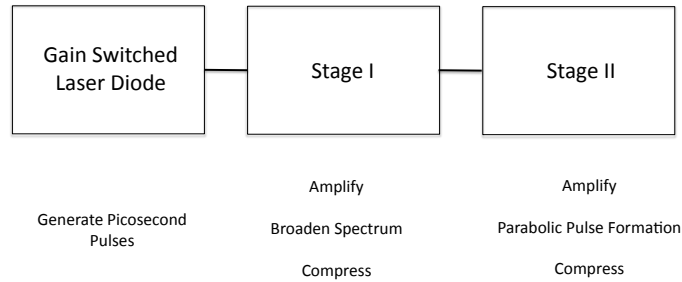 Gain Switched
Laser Diode
Stage I
Stage II
Generate Picosecond
Pulses
Amplify
Broaden Spectrum
Compress
Amplify
Parabolic Pulse Formation
Compress